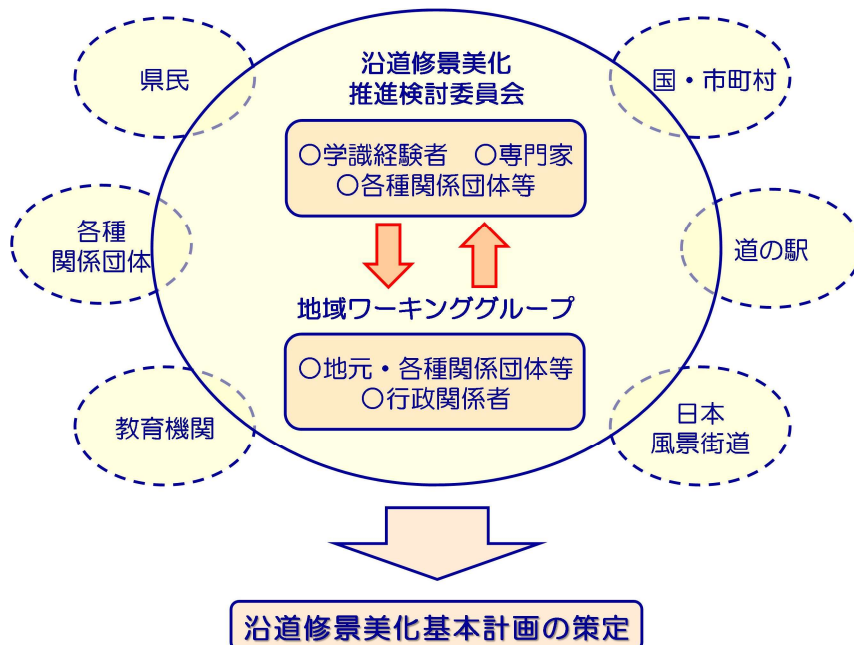 沿道修景美化
推進検討委員会
県民
国・市町村
○学識経験者　○専門家
○各種関係団体等
各種
関係団体
道の駅
地域ワーキンググループ
○地元・各種関係団体等
○行政関係者
教育機関
日本
風景街道
沿道修景美化基本計画の策定